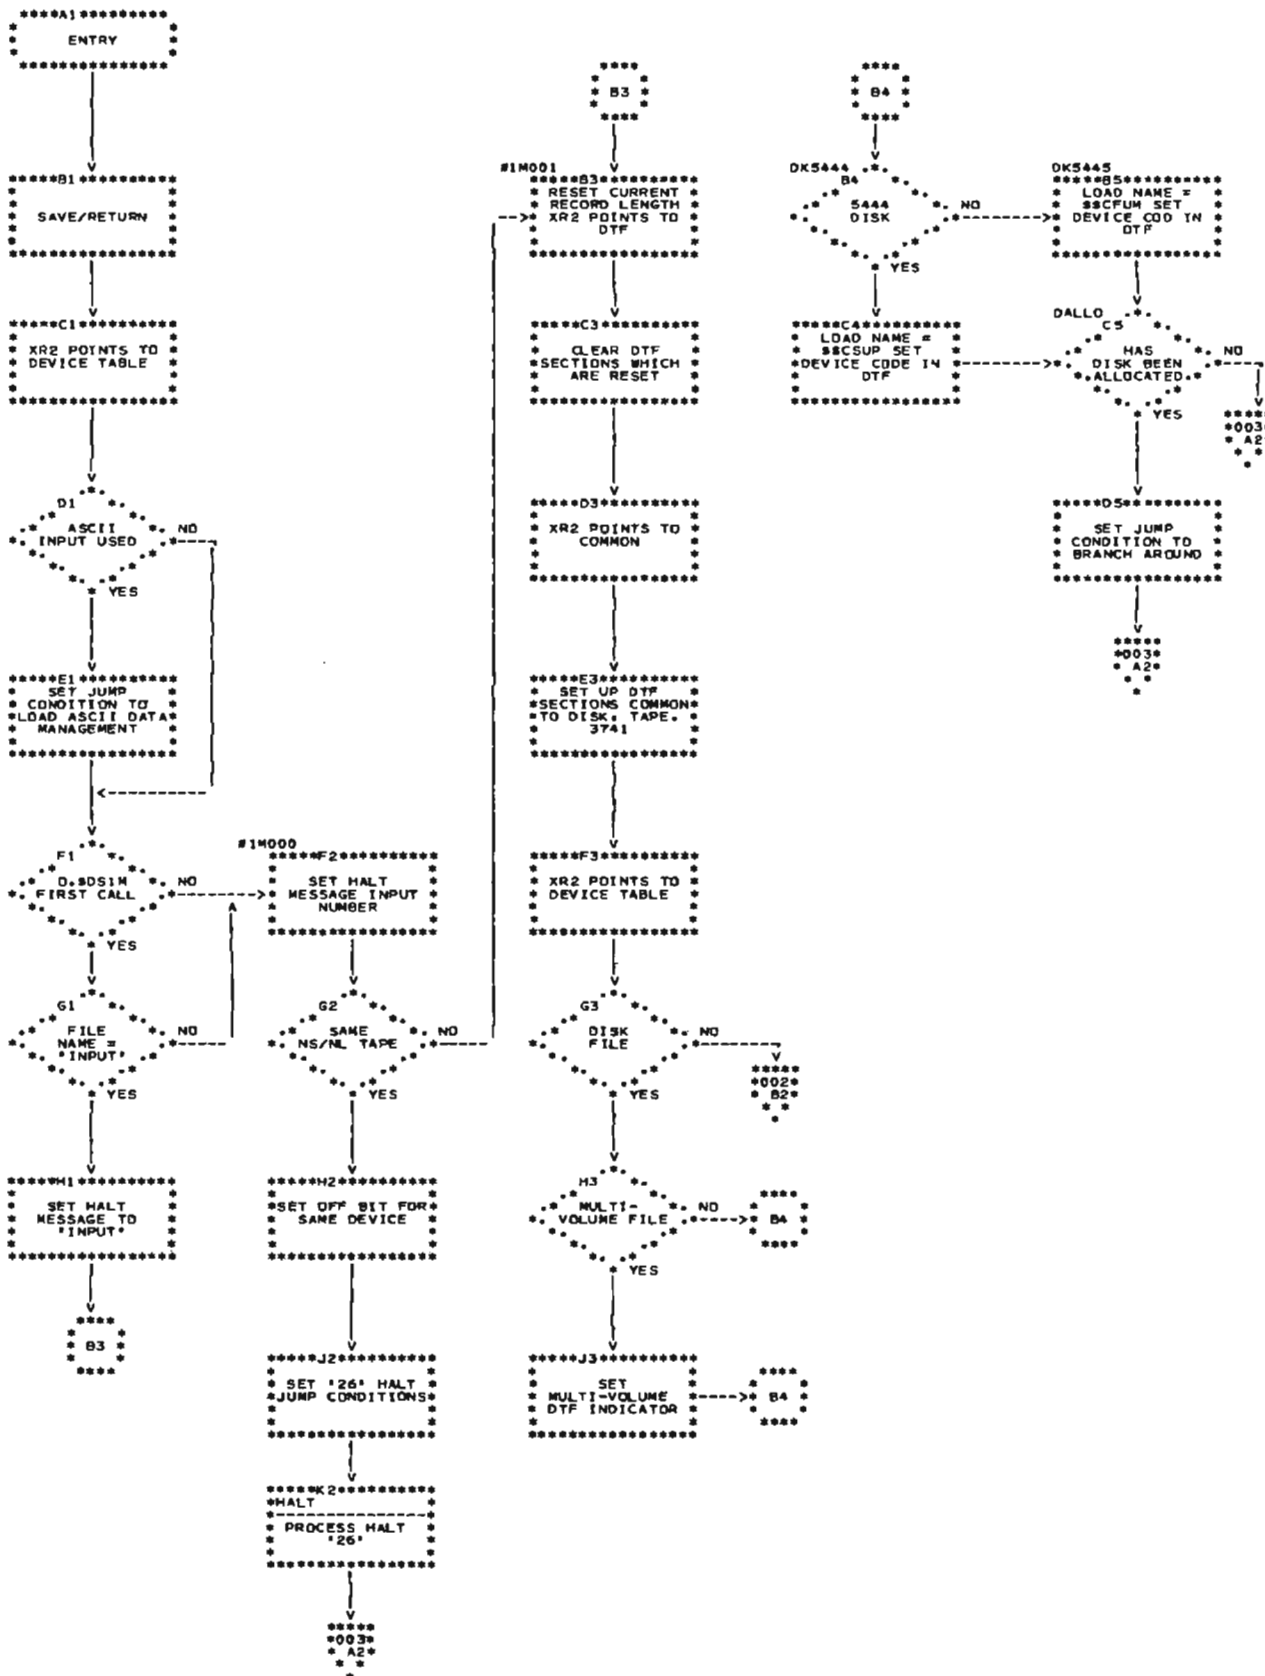 A1
ENTRY
B1
SAVE/RETURN
C1
XR2 POINTS TO
DEVICE TABLE
D1
ASCII
INPUT USED
NO
YES
E1
SET JUMP
CONDITION TO
LOAD ASCII DATA
MANAGEMENT
F1
FIRST CALL
NO
YES
G1
FILE
NAME =
'INPUT'
NO
YES
H1
SET HALT
MESSAGE TO
'INPUT'
B3
#1M000
F2
SET HALT
MESSAGE INPUT
NUMBER
G2
SAME
NS/NL TAPE
NO
YES
H2
SET OFF BIT FOR
SAME DEVICE
J2
SET '26' HALT
JUMP CONDITIONS
K2
HALT
PROCESS HALT
'26'
003
A2
B3
#1M001
B3
RESET CURRENT
RECORD LENGTH
XR2 POINTS TO
DTF
C3
CLEAR DTF
SECTIONS WHICH
ARE RESET
D3
XR2 POINTS TO
COMMON
E3
SET UP DTF
SECTIONS COMMON
TO DISK, TAPE,
3741
F3
XR2 POINTS TO
DEVICE TABLE
G3
DISK
FILE
NO
002
B2
YES
H3
MULTI-
VOLUME FILE
NO
B4
YES
J3
SET
MULTI-VOLUME
DTF INDICATOR
B4
B4
DK5444
B4
5444
DISK
NO
YES
C4
LOAD NAME =
SET
DEVICE CODE IN
DTF
DK5445
B5
LOAD NAME =
SET
DEVICE COD IN
DTF
DALLO
C5
HAS
DISK BEEN
ALLOCATED
NO
003
A2
YES
D5
SET JUMP
CONDITION TO
BRANCH AROUND
003
A2